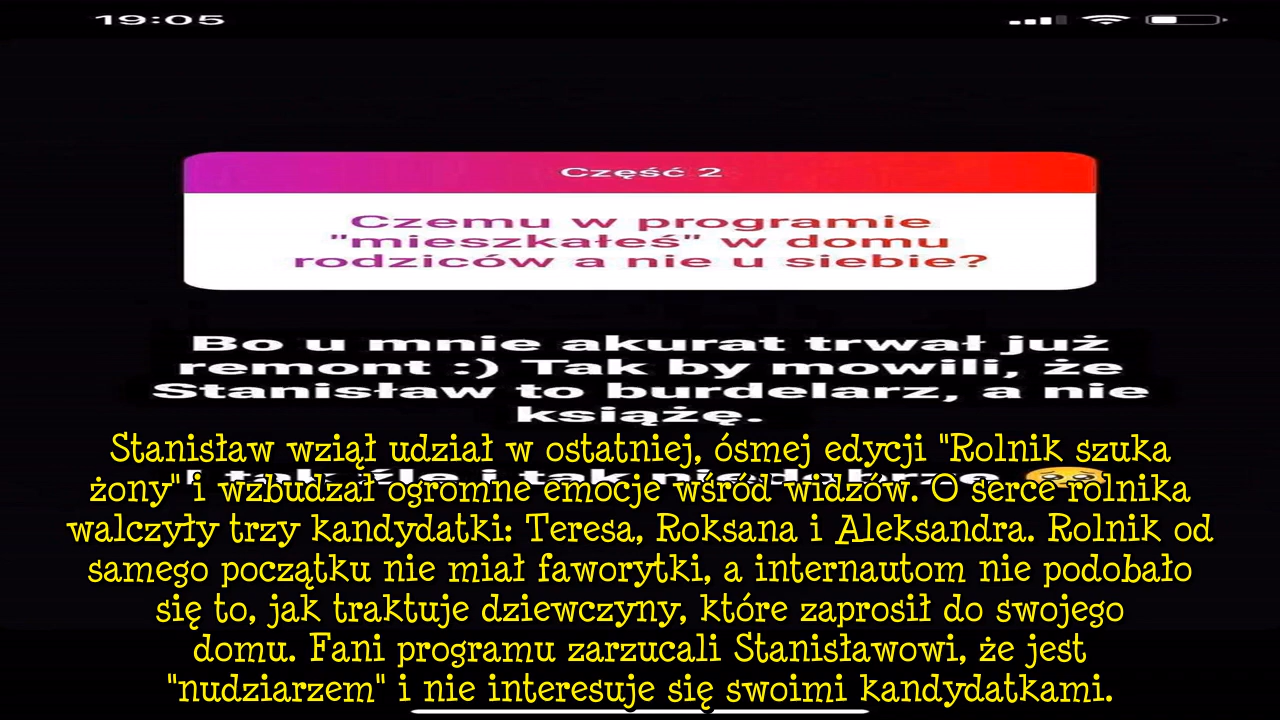 19:05
Część 2
Czemu w programie
"mieszkałeś" w domu
rodziców a nie u siebie?
Bo u mnie akurat trwał już
remont :) Tak by mowili, że
Stanisław to burdelarz, a nie
książę.
Stanisław wziął udział w ostatniej, ósmej edycji "Rolnik szuka
I tak źle i tak niedobrze 🥺
żony" i wzbudzał ogromne emocje wśród widzów. O serce rolnika
walczyły trzy kandydatki: Teresa, Roksana i Aleksandra. Rolnik od
samego początku nie miał faworytki, a internautom nie podobało
się to, jak traktuje dziewczyny, które zaprosił do swojego
domu. Fani programu zarzucali Stanisławowi, że jest
"nudziarzem" i nie interesuje się swoimi kandydatkami.